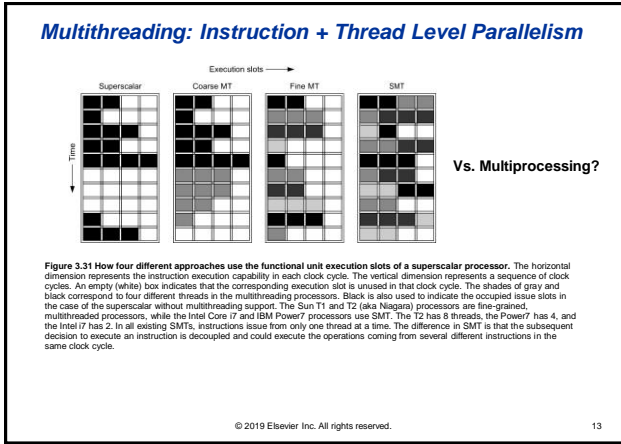 Multithreading: Instruction + Thread Level Parallelism
Execution slots
Superscalar
Coarse MT
Fine MT
SMT
Time
Vs. Multiprocessing?
Figure 3.31 How four different approaches use the functional unit execution slots of a superscalar processor. The horizontal
dimension represents the instruction execution capability in each clock cycle. The vertical dimension represents a sequence of clock
cycles. An empty (white) box indicates that the corresponding execution slot is unused in that clock cycle. The shades of gray and
black correspond to four different threads in the multithreading processors. Black is also used to indicate the occupied issue slots in
the case of the superscalar without multithreading support. The Sun T1 and T2 (aka Niagara) processors are fine-grained,
multithreaded processors, while the Intel Core i7 and IBM Power7 processors use SMT. The T2 has 8 threads, the Power7 has 4, and
the Intel i7 has 2. In all existing SMTs, instructions issue from only one thread at a time. The difference in SMT is that the subsequent
decision to execute an instruction is decoupled and could execute the operations coming from several different instructions in the
same clock cycle.
© 2019 Elsevier Inc. All rights reserved.
13